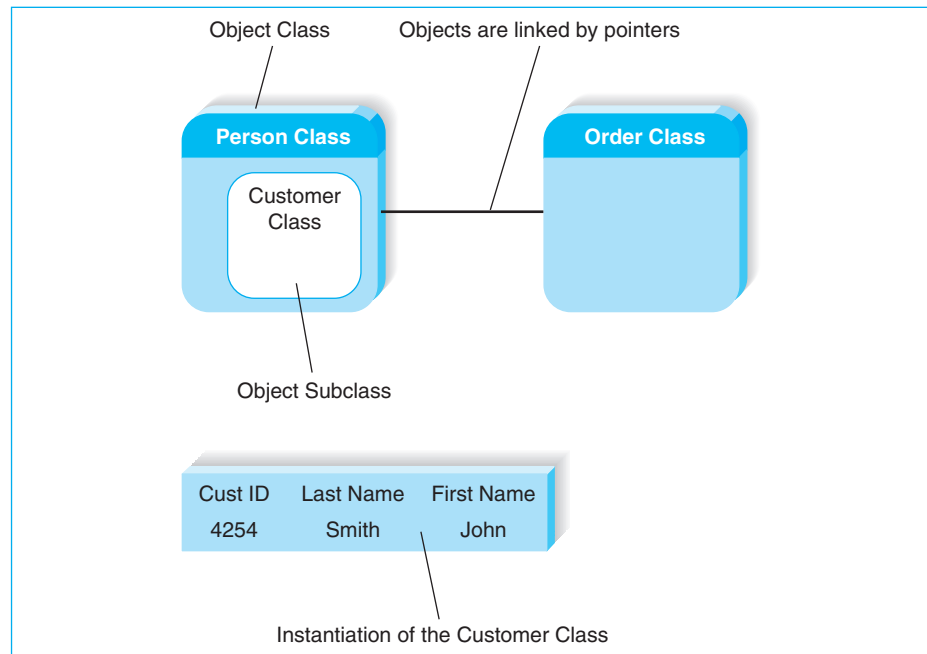 Object Class
Objects are linked by pointers
Person Class
Order Class
Customer
Class
Object Subclass
Cust ID Last Name First Name
4254 Smith John
Instantiation of the Customer Class